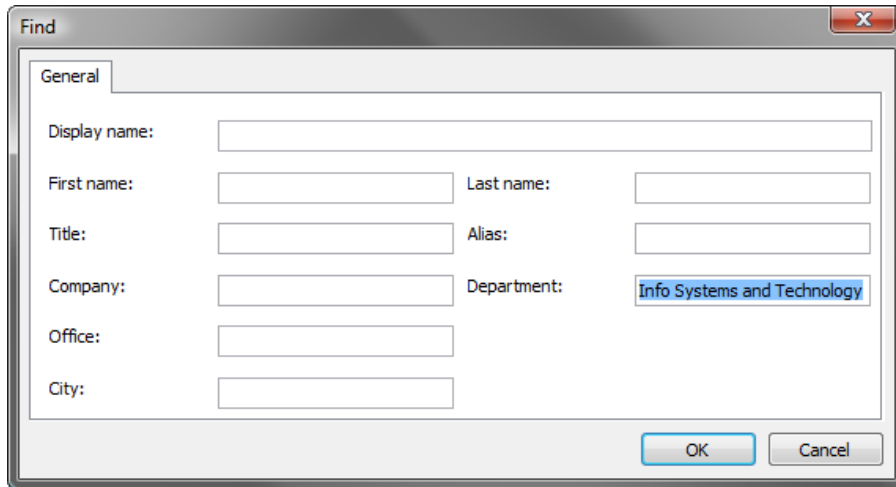 Find
General
Display name:
First name: Last name:
Title: Alias:
Company: Department: Info Systems and Technology
Office:
City:
OK Cancel